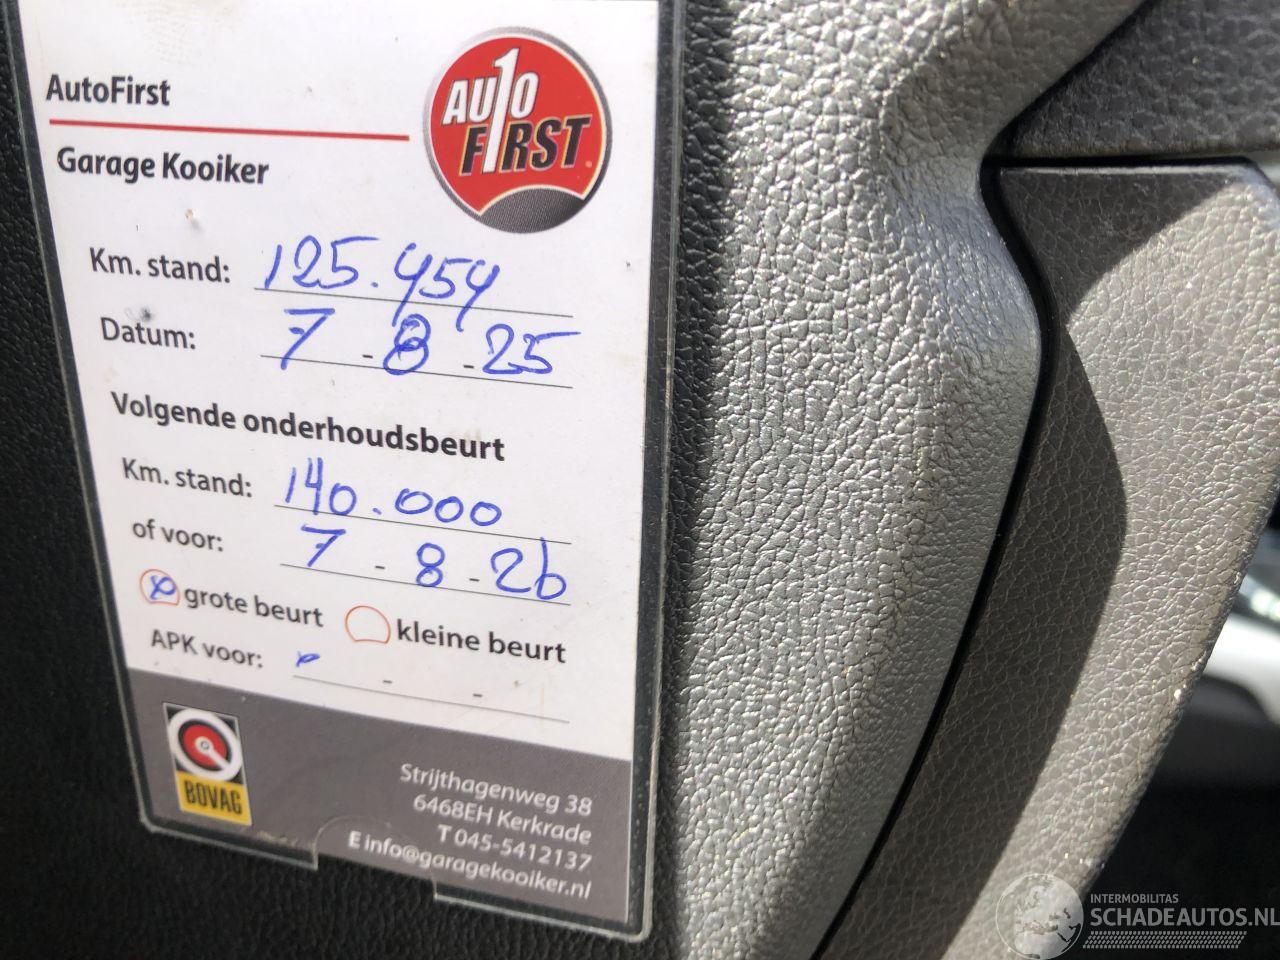 AutoFirst
AUTO
F1RST
Garage Kooiker
Km. stand: 125.454
Datum: 7 - 8 - 25
Volgende onderhoudsbeurt
Km. stand: 140.000
of voor: 7 - 8 - 26
grote beurt kleine beurt
APK voor: - -
BOVAG
Strijthagenweg 38
6468EH Kerkrade
T 045-5412137
E info@garagekooiker.nl
INTERMOBILITAS
SCHADEAUTOS.NL